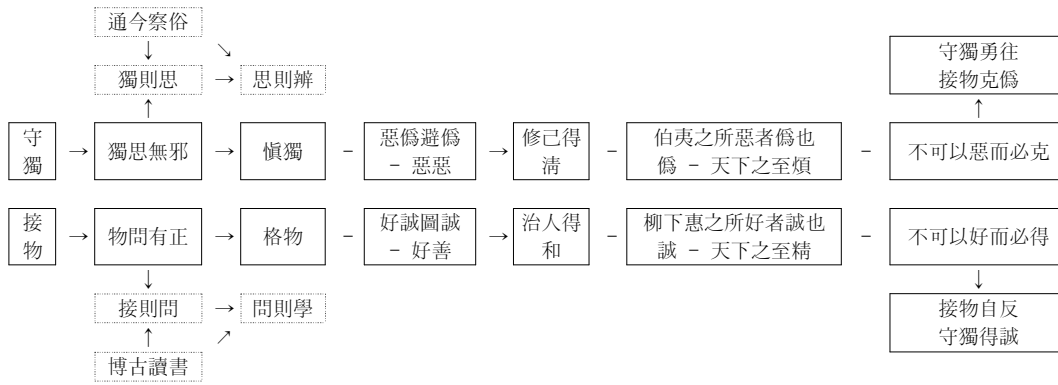 通今察俗
↓ ↘
獨則思 → 思則辨
守獨勇往
接物克僞
↑ ↑
守獨 → 獨思無邪 → 愼獨 – 惡僞避僞 – 惡惡 → 修己得淸 – 伯夷之所惡者僞也 僞 – 天下之至煩 – 不可以惡而必克
接物 → 物問有正 → 格物 – 好誠圖誠 – 好善 → 治人得和 – 柳下惠之所好者誠也 誠 – 天下之至精 – 不可以好而必得
↓ ↓
接則問 → 問則學
接物自反
守獨得誠
↑ ↗
博古讀書